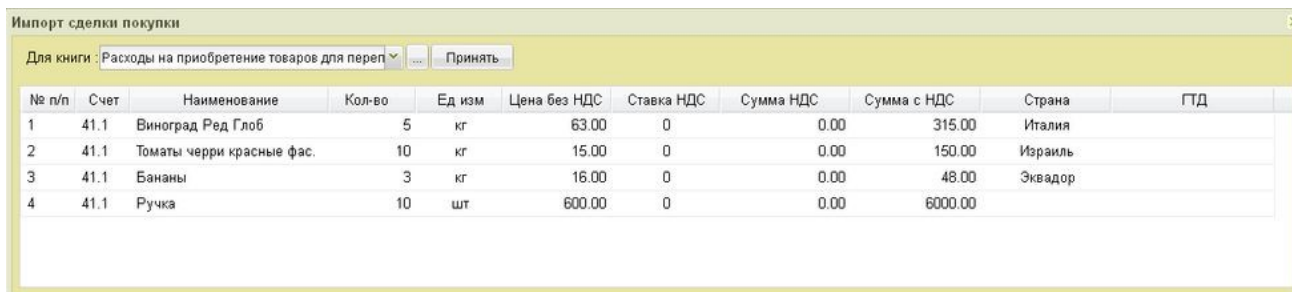 Импорт сделки покупки
Для книги : Расходы на приобретение товаров для переп ... Принять
№ п/п Счет Наименование Кол-во Ед изм Цена без НДС Ставка НДС Сумма НДС Сумма с НДС Страна ГТД
1 41.1 Виноград Ред Глоб 5 кг 63.00 0 0.00 315.00 Италия
2 41.1 Томаты черри красные фас. 10 кг 15.00 0 0.00 150.00 Израиль
3 41.1 Бананы 3 кг 16.00 0 0.00 48.00 Эквадор
4 41.1 Ручка 10 шт 600.00 0 0.00 6000.00